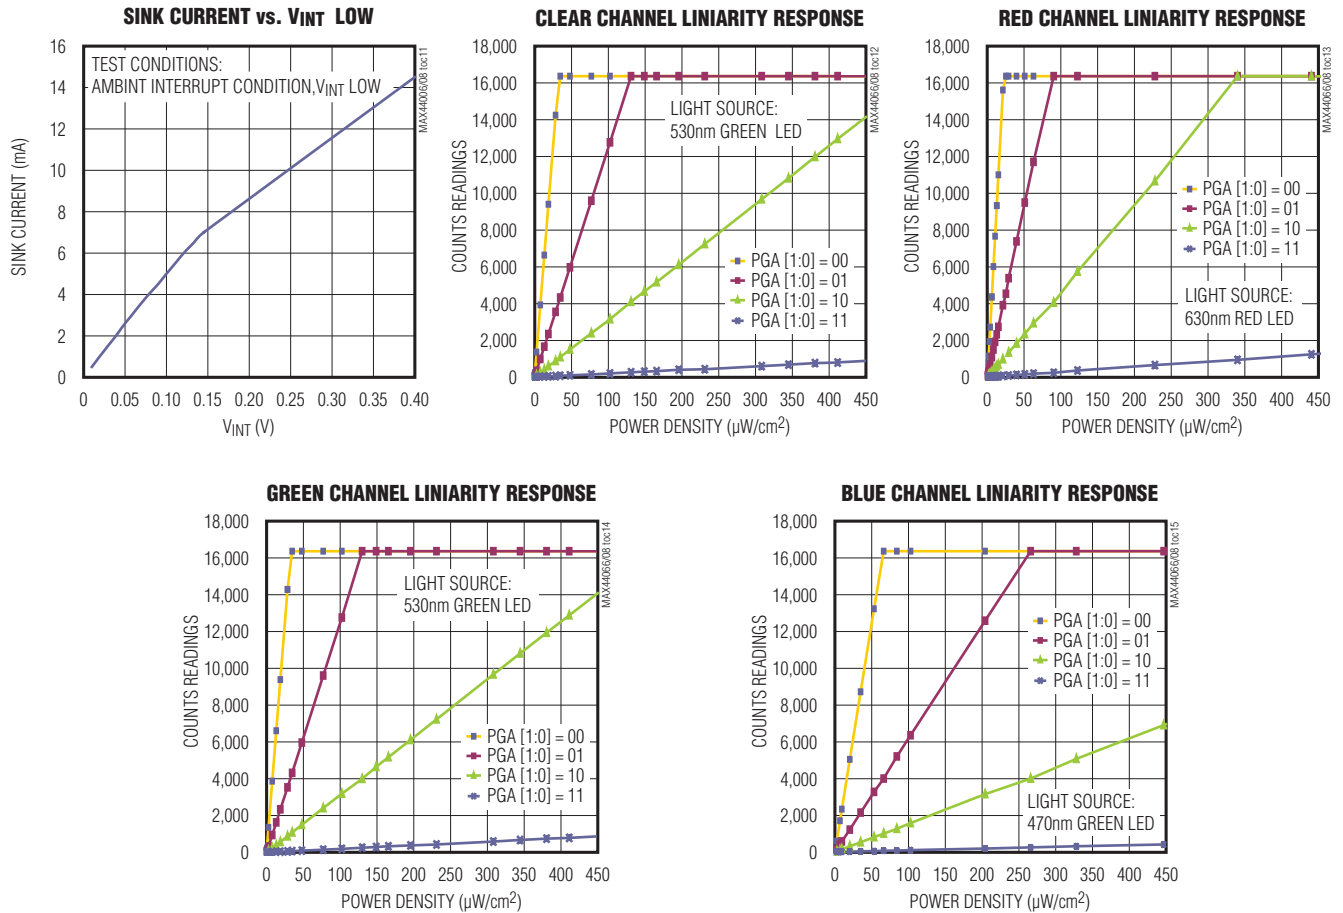 SINK CURRENT vs. VINT LOW
16
14
12
10
8
6
4
2
0
SINK CURRENT (mA)
TEST CONDITIONS:
AMBINT INTERRUPT CONDITION,VINT LOW
MAX44006/08 toc11
0 0.05 0.10 0.15 0.20 0.25 0.30 0.35 0.40
VINT (V)
CLEAR CHANNEL LINIARITY RESPONSE
18,000
16,000
14,000
12,000
10,000
8,000
6,000
4,000
2,000
0
COUNTS READINGS
LIGHT SOURCE:
530nm GREEN LED
PGA [1:0] = 00
PGA [1:0] = 01
PGA [1:0] = 10
PGA [1:0] = 11
MAX44066/08 toc12
0 50 100 150 200 250 300 350 400 450
POWER DENSITY (µW/cm2)
RED CHANNEL LINIARITY RESPONSE
18,000
16,000
14,000
12,000
10,000
8,000
6,000
4,000
2,000
0
COUNTS READINGS
PGA [1:0] = 00
PGA [1:0] = 01
PGA [1:0] = 10
PGA [1:0] = 11
LIGHT SOURCE:
630nm RED LED
MAX44066/08 toc13
0 50 100 150 200 250 300 350 400 450
POWER DENSITY (µW/cm2)
GREEN CHANNEL LINIARITY RESPONSE
18,000
16,000
14,000
12,000
10,000
8,000
6,000
4,000
2,000
0
COUNTS READINGS
LIGHT SOURCE:
530nm GREEN LED
PGA [1:0] = 00
PGA [1:0] = 01
PGA [1:0] = 10
PGA [1:0] = 11
MAX44066/08 toc14
0 50 100 150 200 250 300 350 400 450
POWER DENSITY (µW/cm2)
BLUE CHANNEL LINIARITY RESPONSE
18,000
16,000
14,000
12,000
10,000
8,000
6,000
4,000
2,000
0
COUNTS READINGS
PGA [1:0] = 00
PGA [1:0] = 01
PGA [1:0] = 10
PGA [1:0] = 11
LIGHT SOURCE:
470nm GREEN LED
MAX44066/08 toc15
0 50 100 150 200 250 300 350 400 450
POWER DENSITY (µW/cm2)